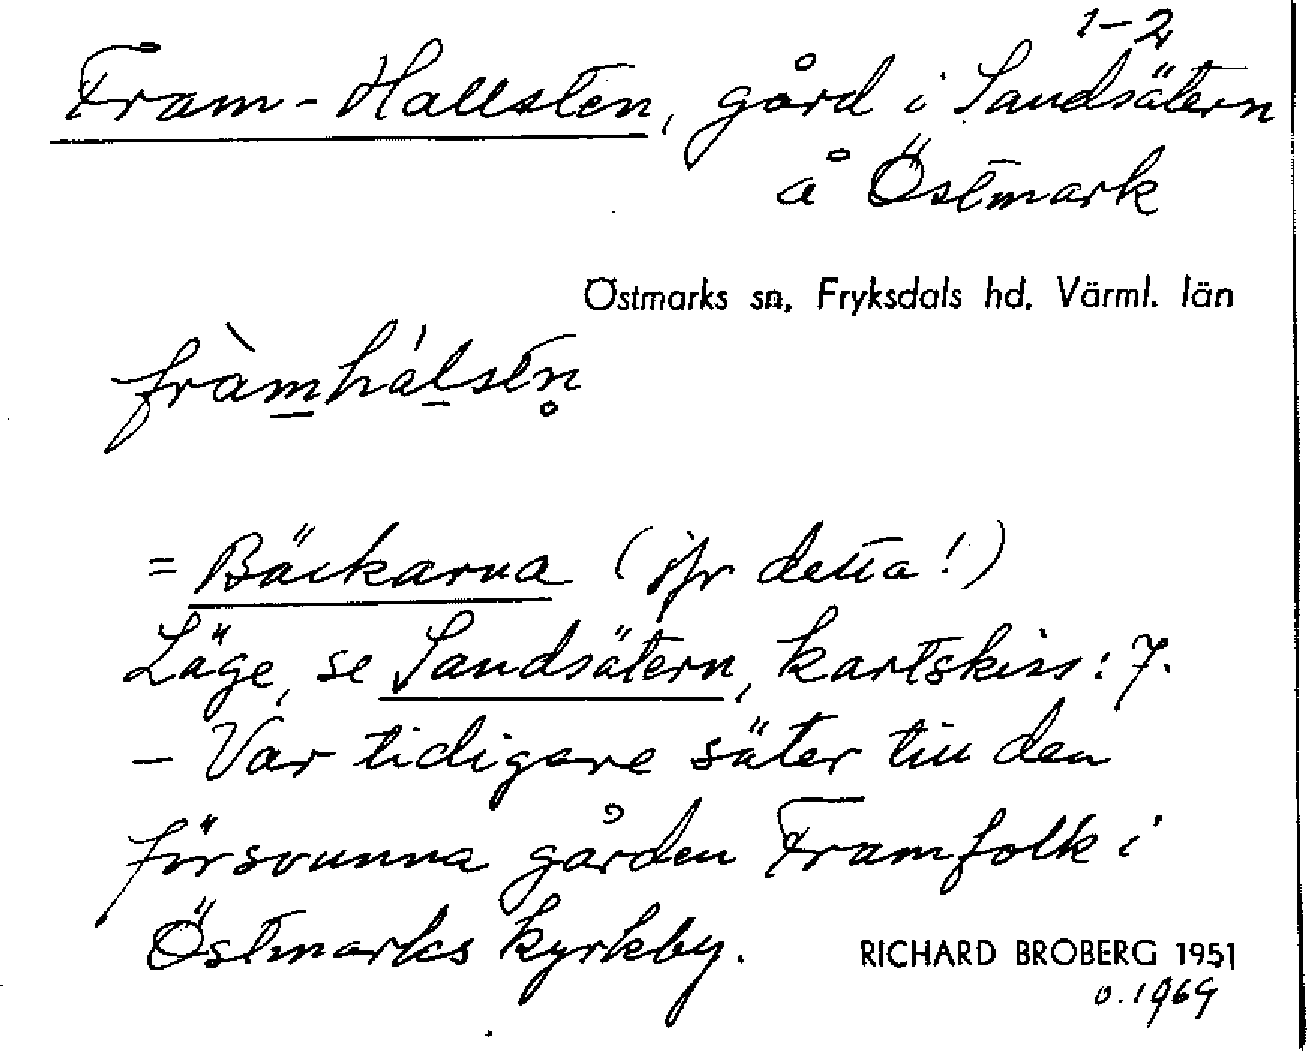 1-2
Fram-Hallsten, gård i Sandsätern
å Östmark
Östmarks sn, Fryksdals hd. Värml. län
fràmhálstn̥
= Bäckarna (jfr detta!)
Läge, se Sandsätern, kartskiss: 7.
- Var tidigare säter till den
försvunna gården Framfolk i
Östmarks kyrkby.
RICHARD BROBERG 1951
o. 1969